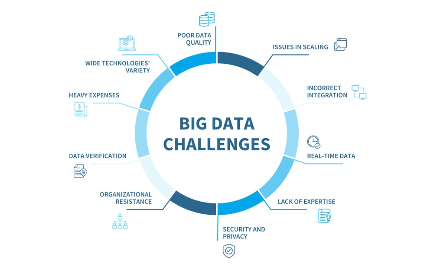 POOR DATA
QUALITY
ISSUES IN SCALING
WIDE TECHNOLOGIES'
VARIETY
INCORRECT
INTEGRATION
HEAVY EXPENSES
BIG DATA
CHALLENGES
DATA VERIFICATION
REAL-TIME DATA
ORGANIZATIONAL
RESISTANCE
LACK OF EXPERTISE
SECURITY AND
PRIVACY